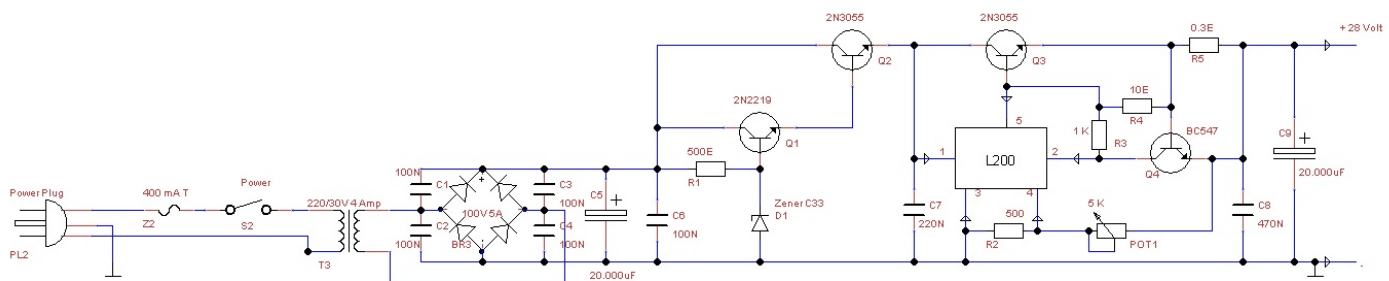 Power Plug
PL2
400 mA T
Z2
Power
S2
220/30V 4 Amp
T3
100N
C1
C2
100N
100V 5A
BR3
C3
100N
C4
100N
C5
+
20.000uF
C6
100N
500E
R1
2N2219
Q1
Zener C33
D1
2N3055
Q2
C7
220N
2N3055
Q3
L200
1
2
3
4
5
500
R2
1 K
R3
10E
R4
BC547
Q4
5 K
POT1
0.3E
R5
C8
470N
C9
+
20.000uF
+ 28 Volt